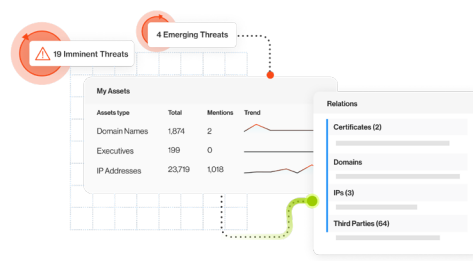 4 Emerging Threats
19 Imminent Threats
My Assets
Assets type Total Mentions Trend
Domain Names 1,874 2
Executives 199 0
IP Addresses 23,719 1,018
Relations
Certificates (2)
Domains
IPs (3)
Third Parties (64)